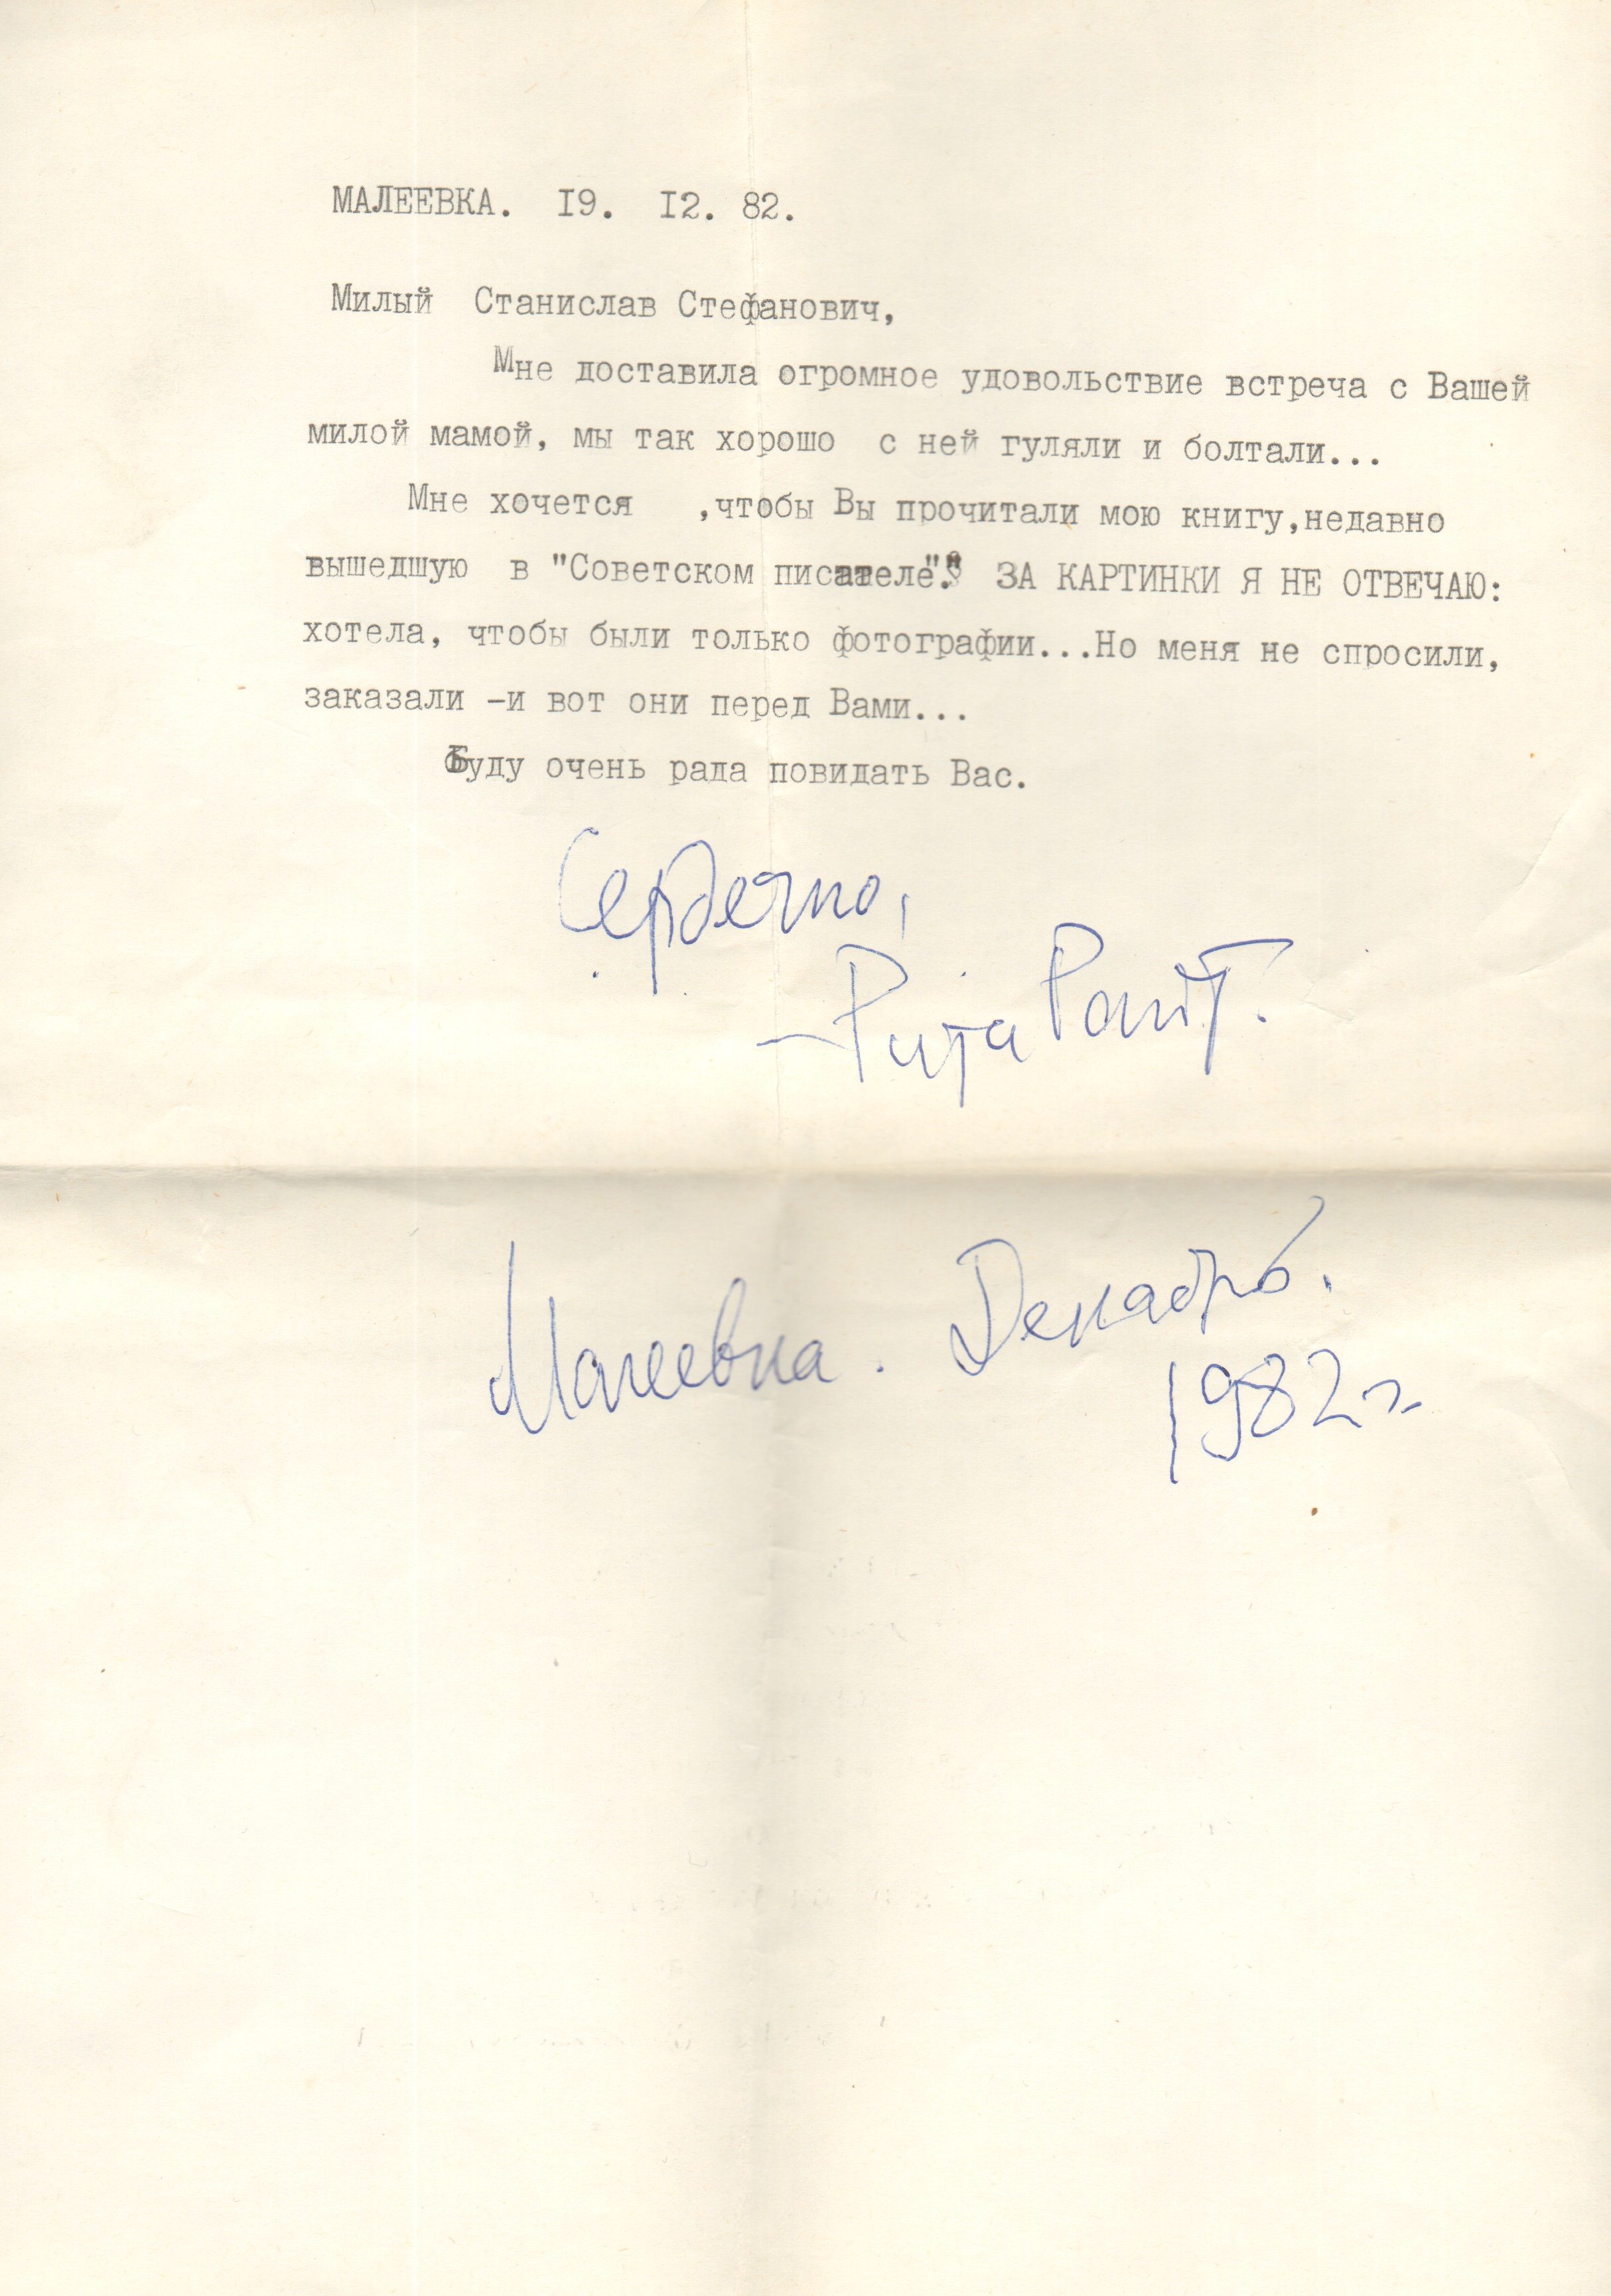 МАЛЕЕВКА. I9. I2. 82.
Милый Станислав Стефанович,
Мне доставила огромное удовольствие встреча с Вашей
милой мамой, мы так хорошо с ней гуляли и болтали...
Мне хочется ,чтобы Вы прочитали мою книгу,недавно
вышедшую в "Советском писателе". ЗА КАРТИНКИ Я НЕ ОТВЕЧАЮ:
хотела, чтобы были только фотографии...Но меня не спросили,
заказали -и вот они перед Вами...
Буду очень рада повидать Вас.
Сердечно,
— Рита Райт.
Малеевка. Декабрь.
1982 г.